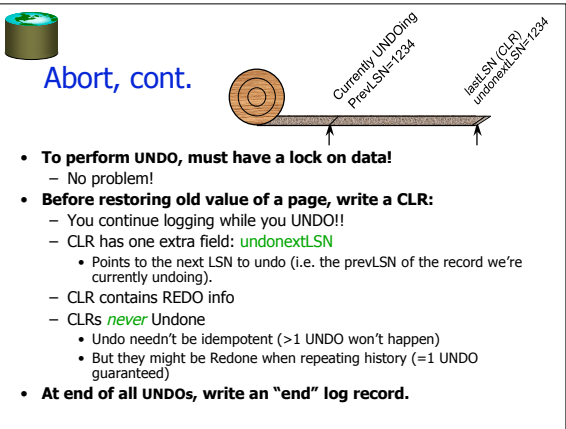 Abort, cont.
Currently UNDOing
PrevLSN=1234
lastLSN (CLR)
undonextLSN=1234
• To perform UNDO, must have a lock on data!
– No problem!
• Before restoring old value of a page, write a CLR:
– You continue logging while you UNDO!!
– CLR has one extra field: undonextLSN
• Points to the next LSN to undo (i.e. the prevLSN of the record we're
currently undoing).
– CLR contains REDO info
– CLRs never Undone
• Undo needn't be idempotent (>1 UNDO won't happen)
• But they might be Redone when repeating history (=1 UNDO
guaranteed)
• At end of all UNDOs, write an “end” log record.